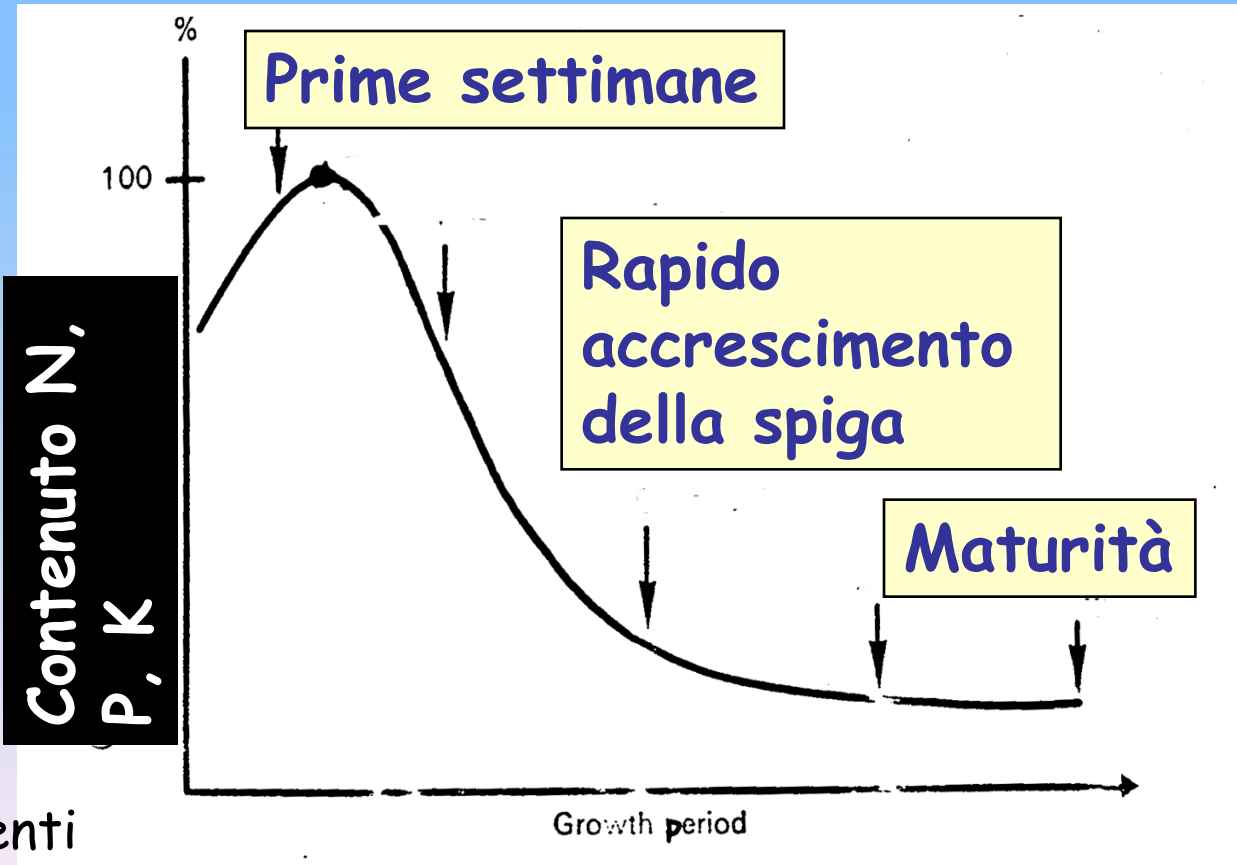 %
Prime settimane
100
Rapido
accrescimento
della spiga
Maturità
Contenuto N,
P, K
Growth period
enti